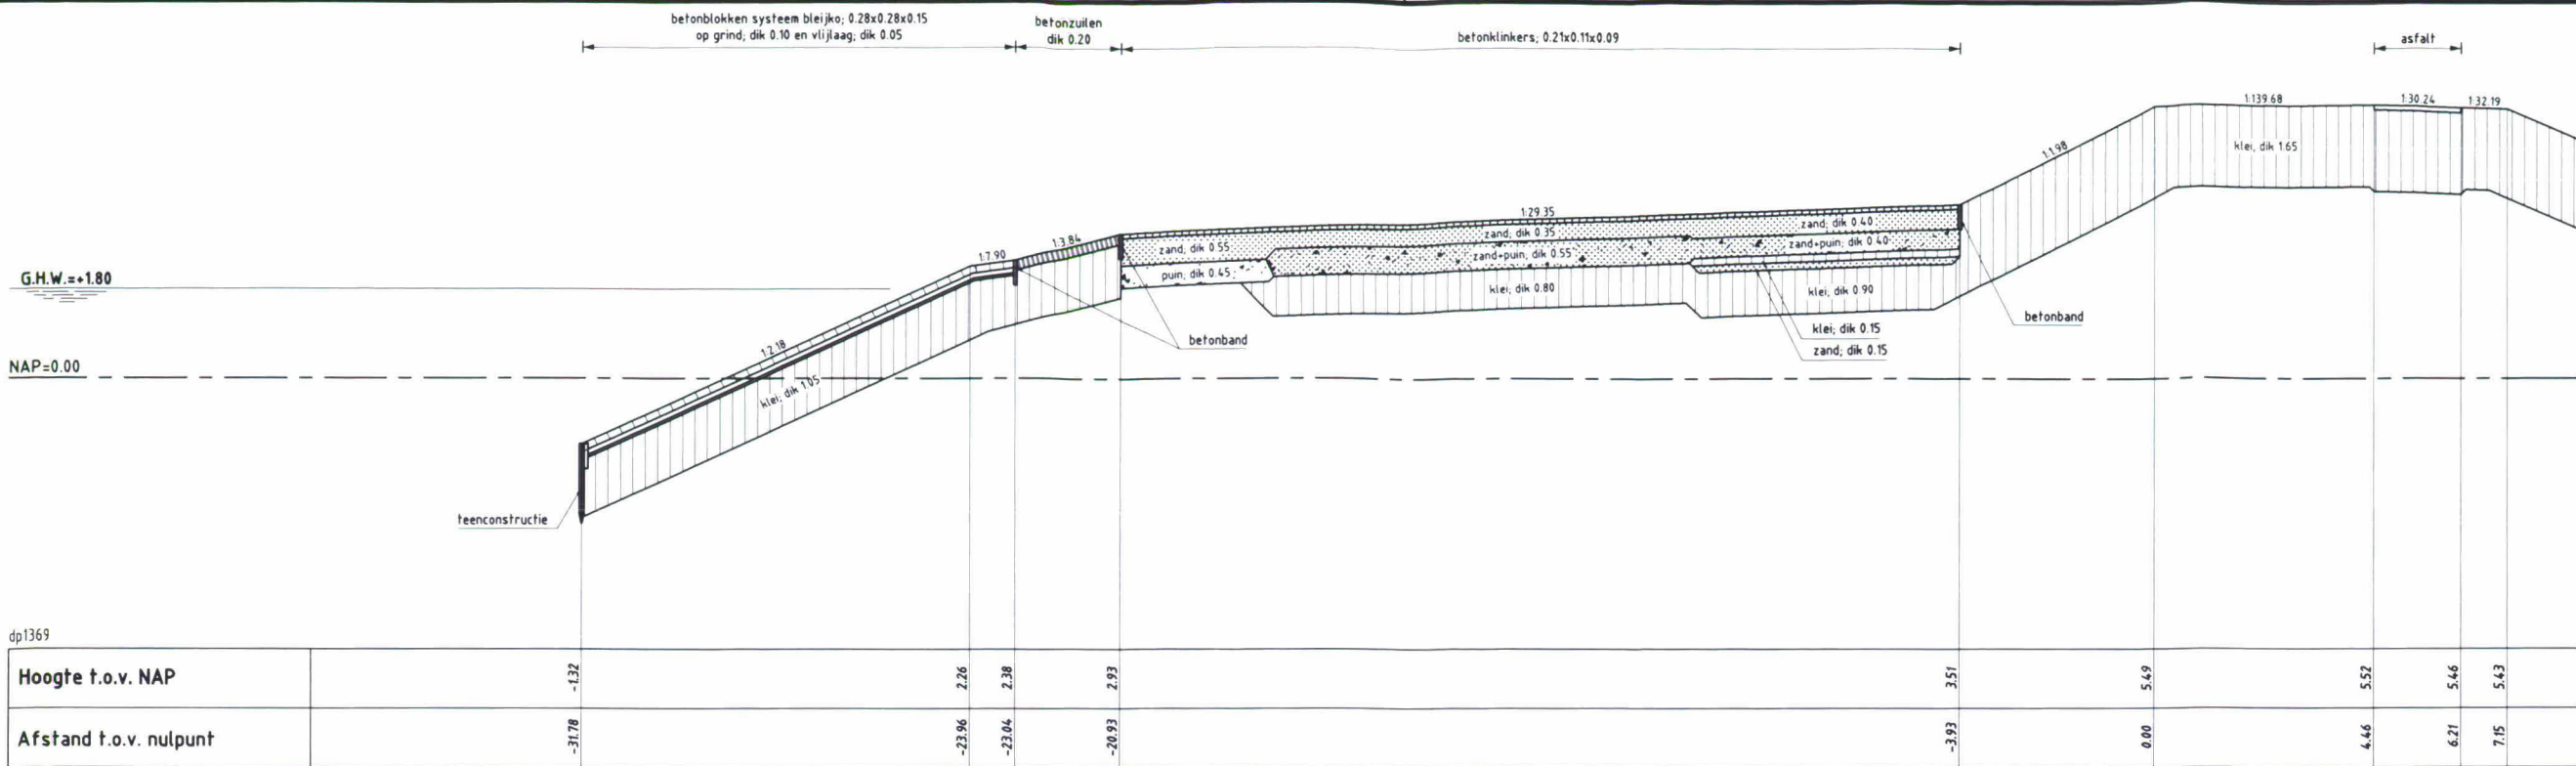 betonblokken systeem bleijko; 0.28x0.28x0.15
op grind; dik 0.10 en vlijlaag; dik 0.05
betonzuilen
dik 0.20
betonklinkers; 0.21x0.11x0.09
asfalt
1:139.68
1:30.24
1:32.19
klei, dik 1.65
1:1.98
1:29.35
zand; dik 0.40
zand; dik 0.35
1:3.84
zand; dik 0.55
zand+puin; dik 0.40
1:7.90
zand+puin; dik 0.55
puin; dik 0.45
G.H.W.=+1.80
klei; dik 0.80
klei; dik 0.90
betonband
klei; dik 0.15
betonband
zand; dik 0.15
1:2.18
NAP=0.00
klei; dik 1.05
teenconstructie
dp1369
Hoogte t.o.v. NAP -1.32 2.26 2.38 2.93 3.51 5.49 5.52 5.46 5.43
Afstand t.o.v. nulpunt -31.78 -23.96 -23.04 -20.93 -3.93 0.00 4.46 6.21 7.15